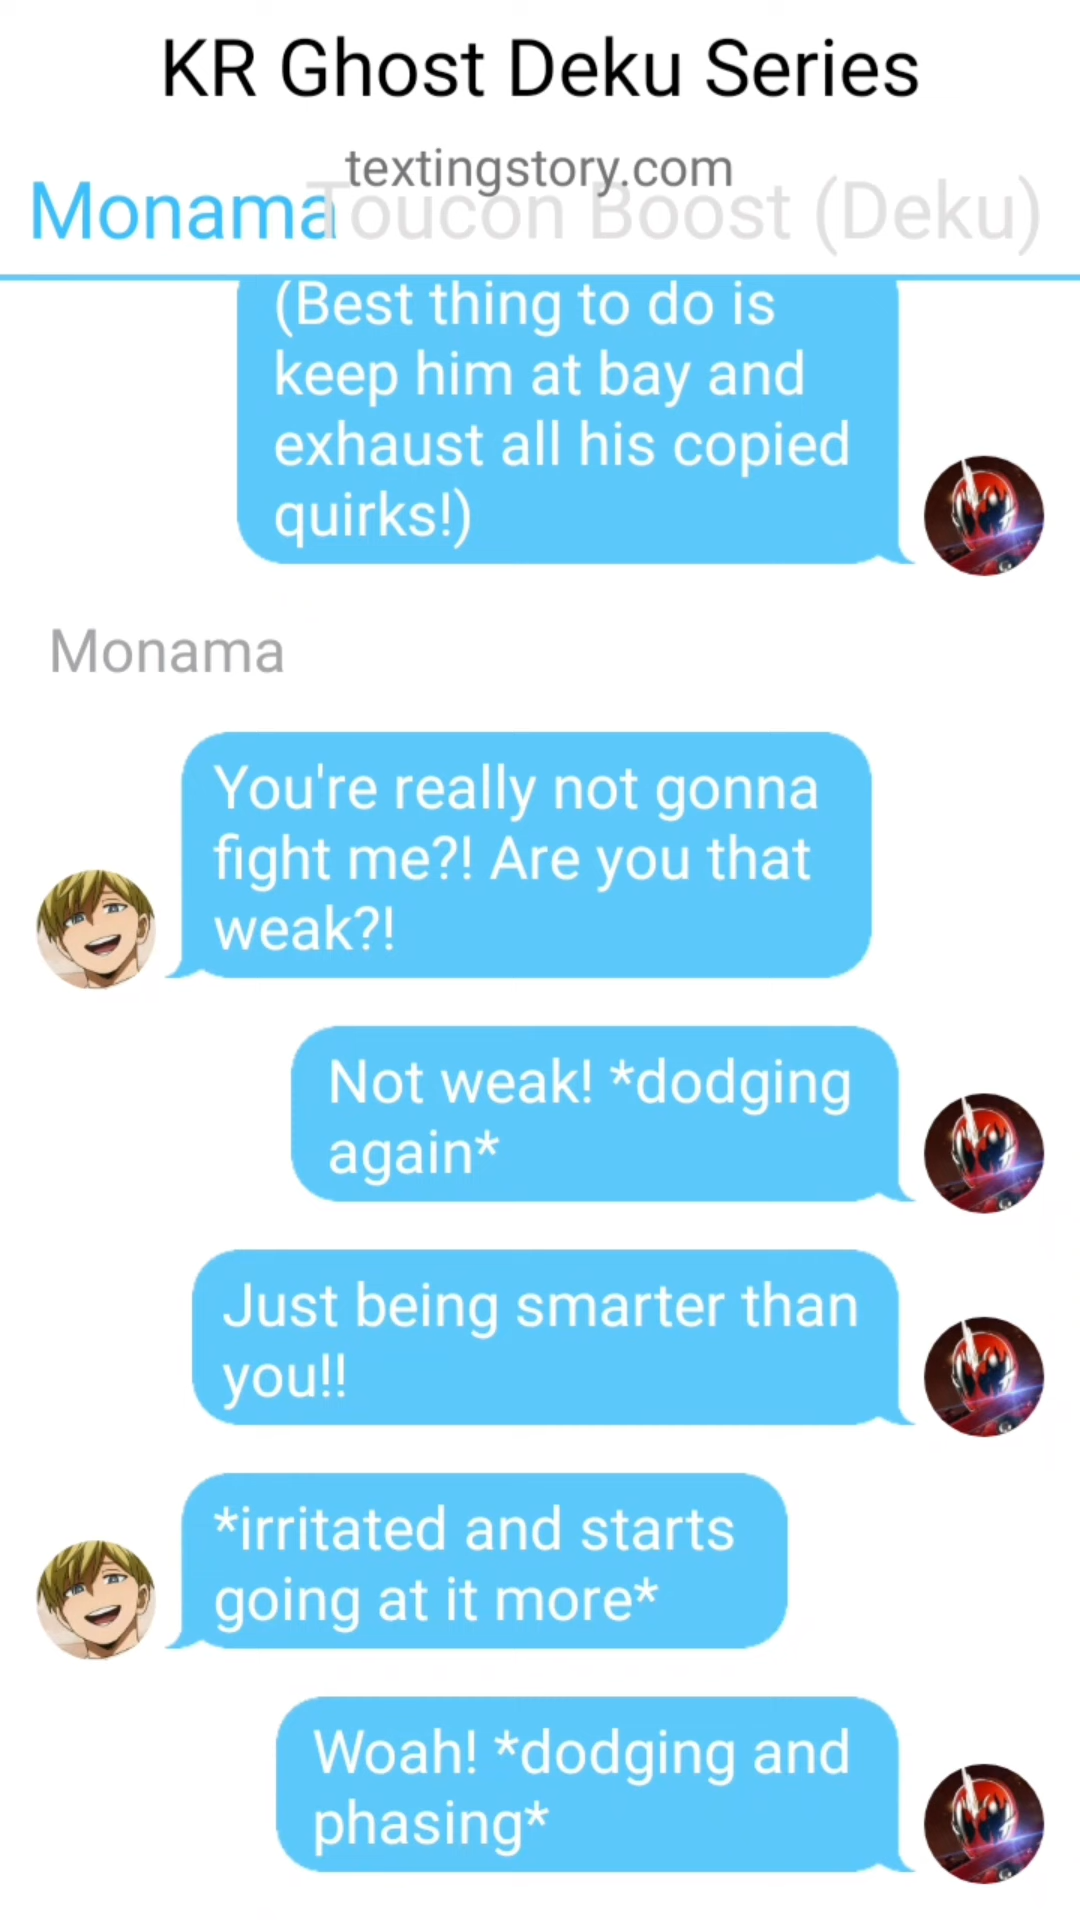 KR Ghost Deku Series
textingstory.com
Monama Toucon Boost (Deku)
(Best thing to do is
keep him at bay and
exhaust all his copied
quirks!)
Monama
You're really not gonna
fight me?! Are you that
weak?!
Not weak! *dodging
again*
Just being smarter than
you!!
*irritated and starts
going at it more*
Woah! *dodging and
phasing*